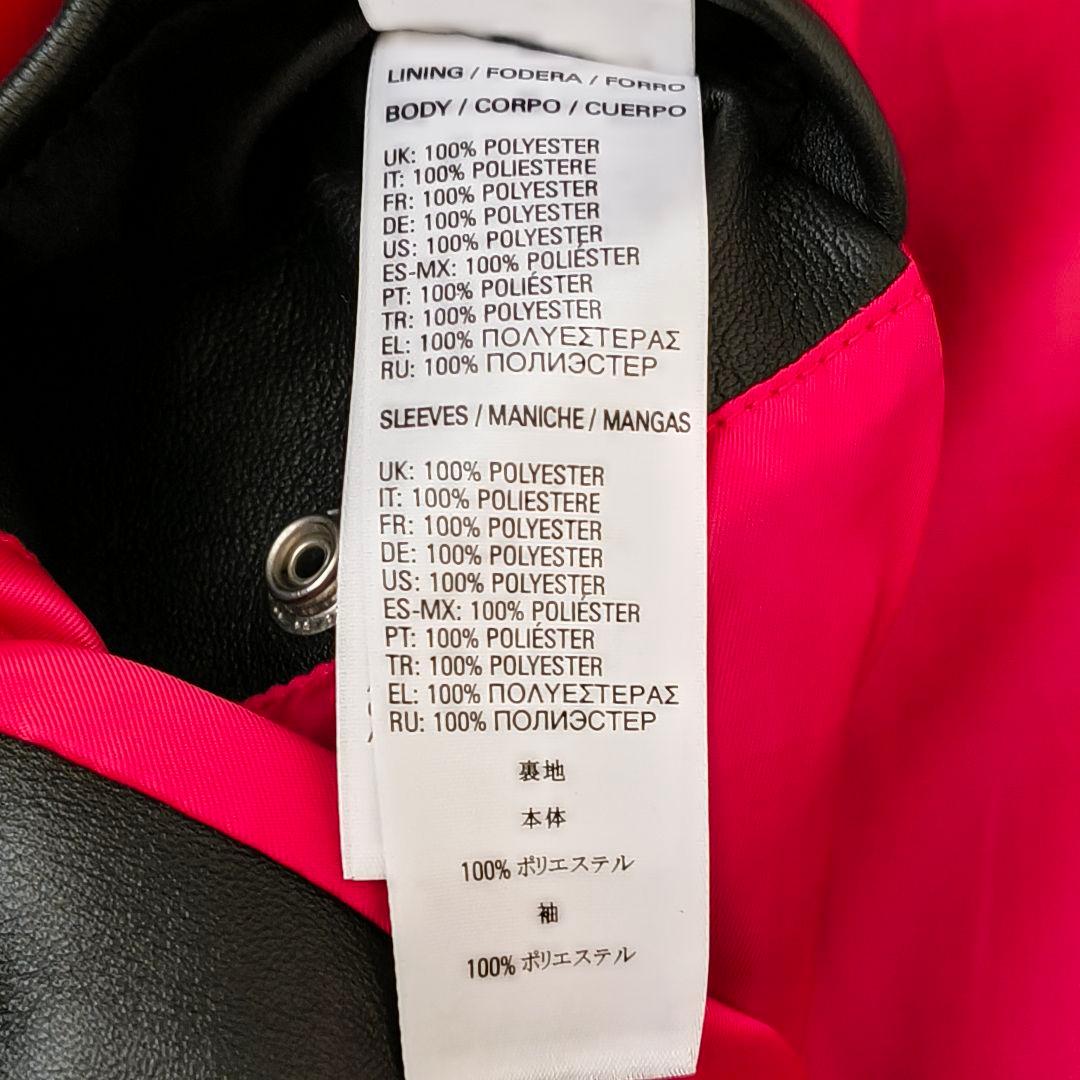 LINING / FODERA / FORRO
BODY / CORPO / CUERPO
UK: 100% POLYESTER
IT: 100% POLIESTERE
FR: 100% POLYESTER
DE: 100% POLYESTER
US: 100% POLYESTER
ES-MX: 100% POLIÉSTER
PT: 100% POLIÉSTER
TR: 100% POLYESTER
EL: 100% ΠΟΛΥΕΣΤΕΡΑΣ
RU: 100% ПОЛИЭСТЕР
SLEEVES / MANICHE / MANGAS
UK: 100% POLYESTER
IT: 100% POLIESTERE
FR: 100% POLYESTER
DE: 100% POLYESTER
US: 100% POLYESTER
ES-MX: 100% POLIÉSTER
PT: 100% POLIÉSTER
TR: 100% POLYESTER
EL: 100% ΠΟΛΥΕΣΤΕΡΑΣ
RU: 100% ПОЛИЭСТЕР
裏地
本体
100% ポリエステル
袖
100% ポリエステル